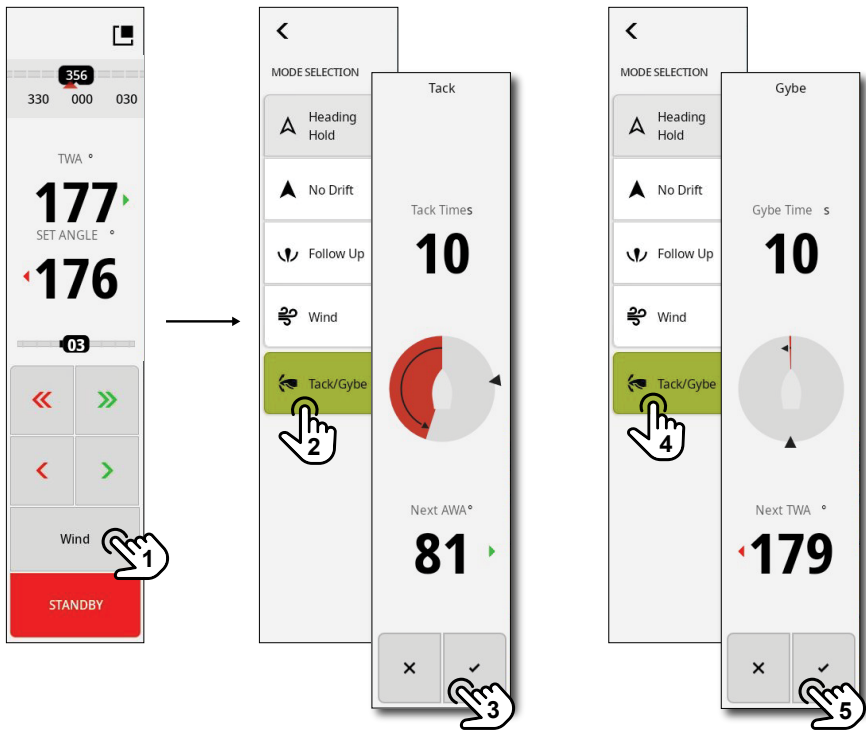 356
330 000 030
TWA °
177
SET ANGLE °
176
03
Wind
1
STANDBY
MODE SELECTION
Heading
Hold
No Drift
Follow Up
Wind
Tack/Gybe
2
Tack
Tack Times
10
Next AWA°
81
3
MODE SELECTION
Heading
Hold
No Drift
Follow Up
Wind
Tack/Gybe
4
Gybe
Gybe Time s
10
Next TWA °
179
5